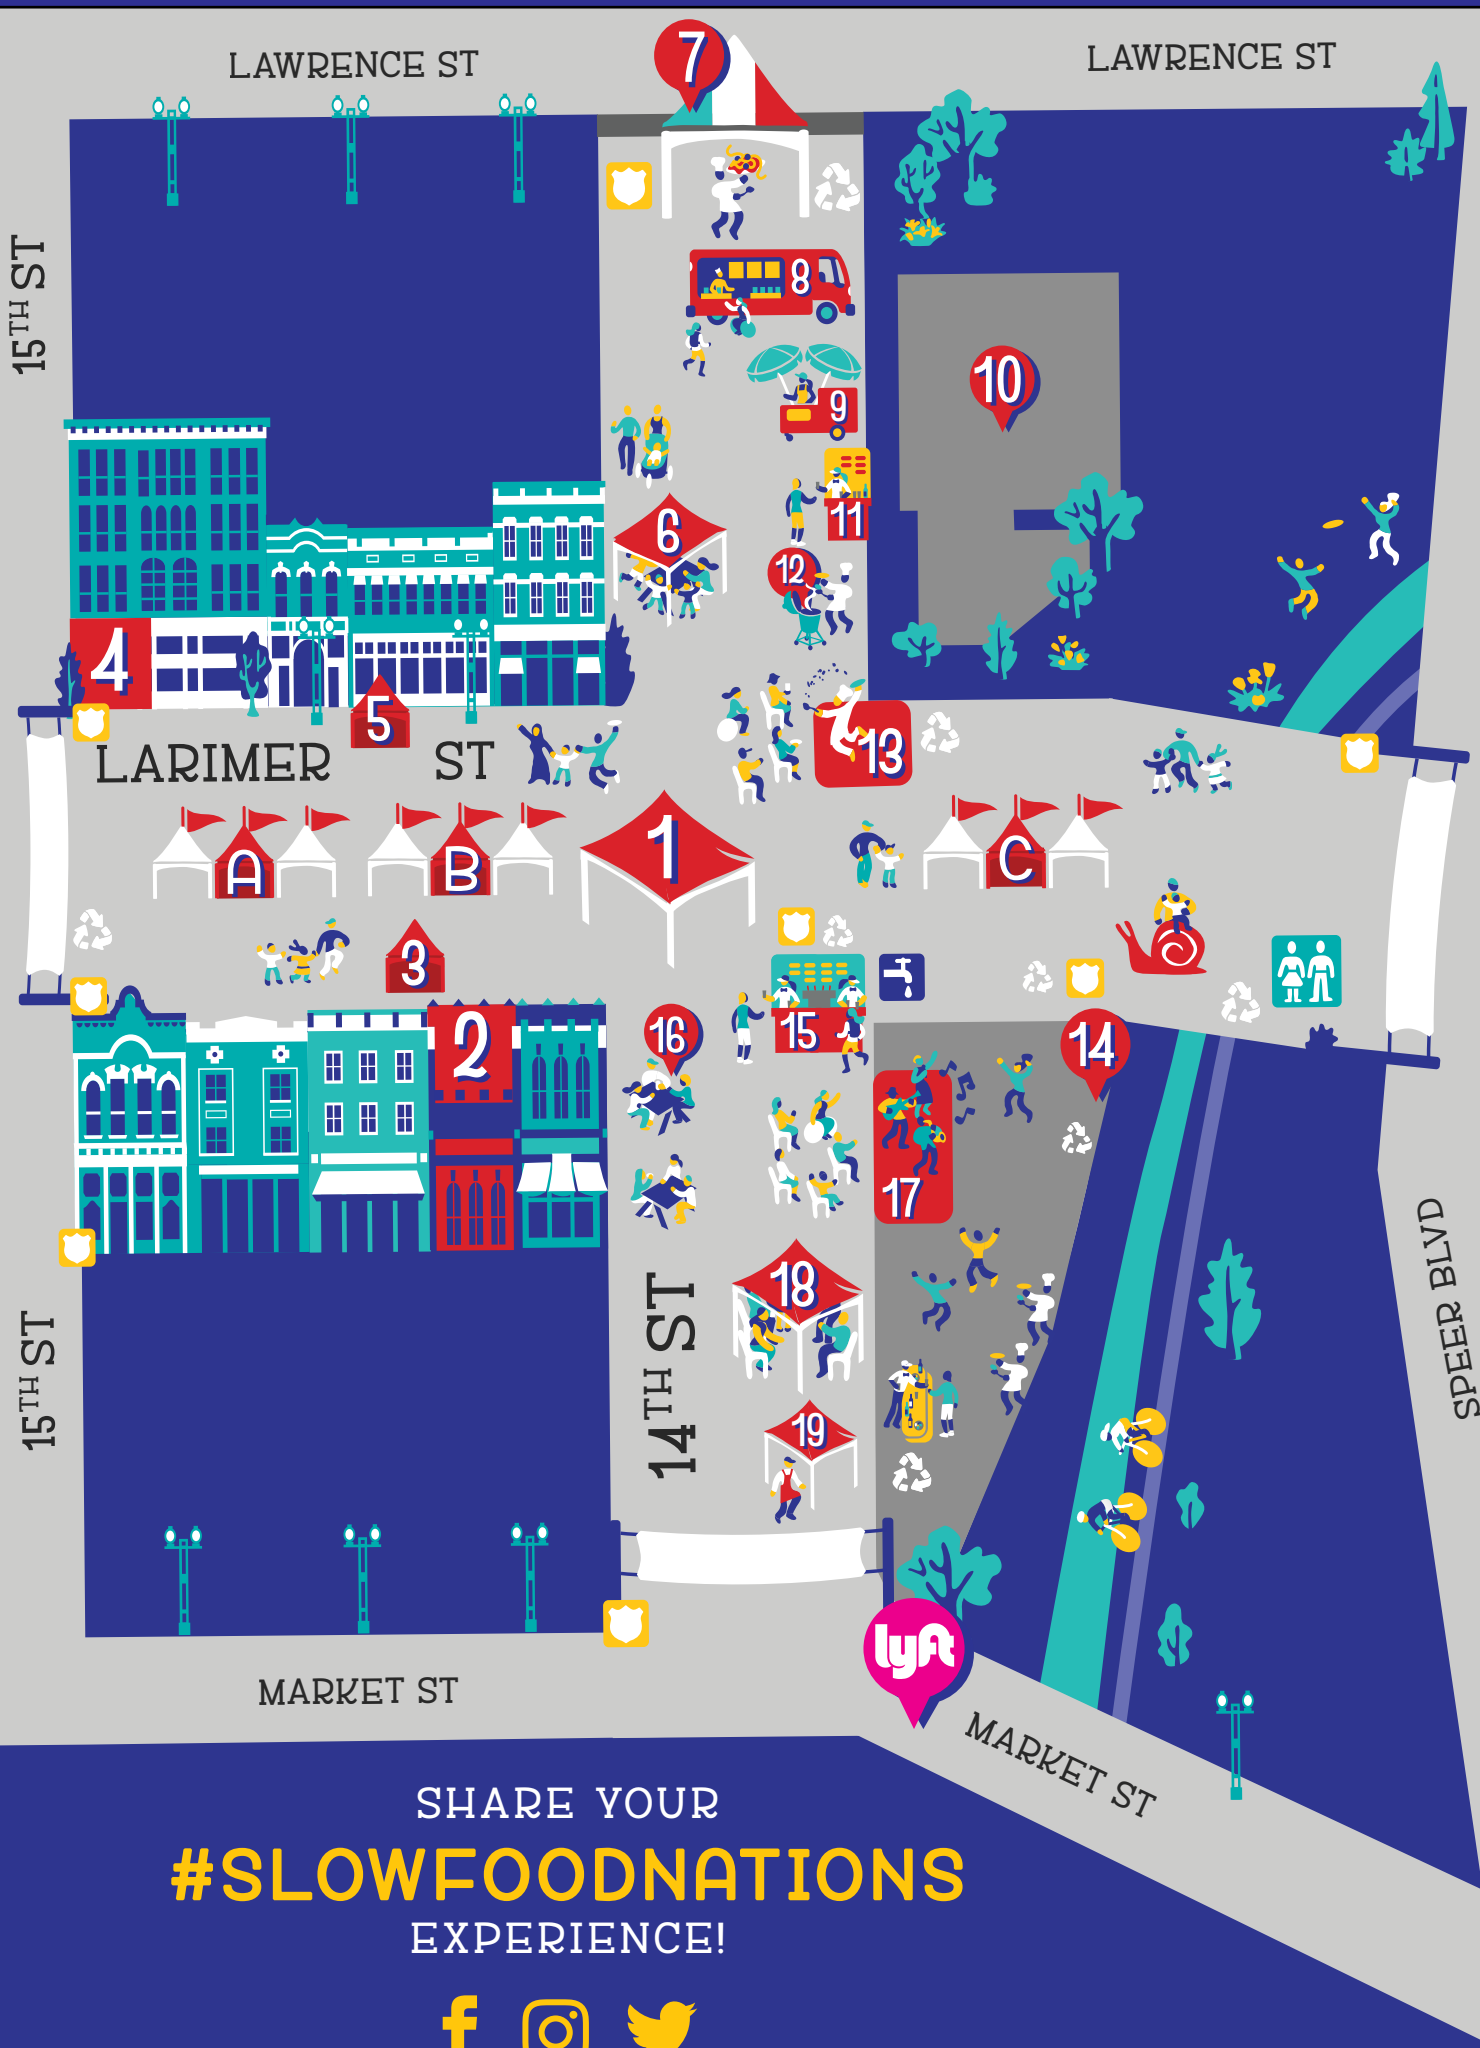 LAWRENCE ST
LAWRENCE ST
7
15TH ST
8
10
9
11
6
12
4
5
13
LARIMER ST
1
A
B
C
3
2
16
15
14
17
18
14TH ST
19
15TH ST
SPEER BLVD
lyft
MARKET ST
MARKET ST
SHARE YOUR
#SLOWFOODNATIONS
EXPERIENCE!